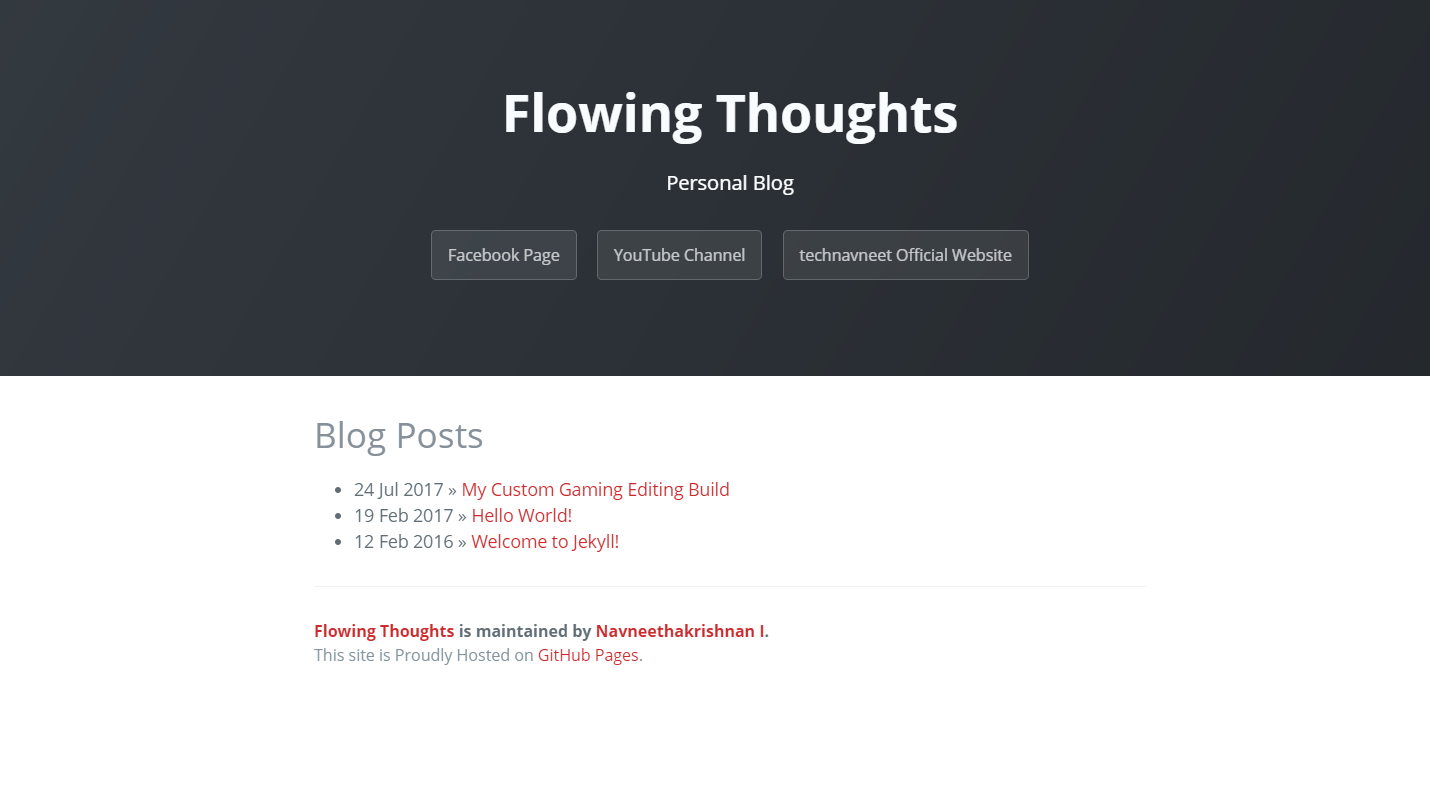 Flowing Thoughts
Personal Blog
Facebook Page
YouTube Channel
technavneet Official Website
Blog Posts
24 Jul 2017 » My Custom Gaming Editing Build
19 Feb 2017 » Hello World!
12 Feb 2016 » Welcome to Jekyll!
Flowing Thoughts is maintained by Navneethakrishnan I.
This site is Proudly Hosted on GitHub Pages.